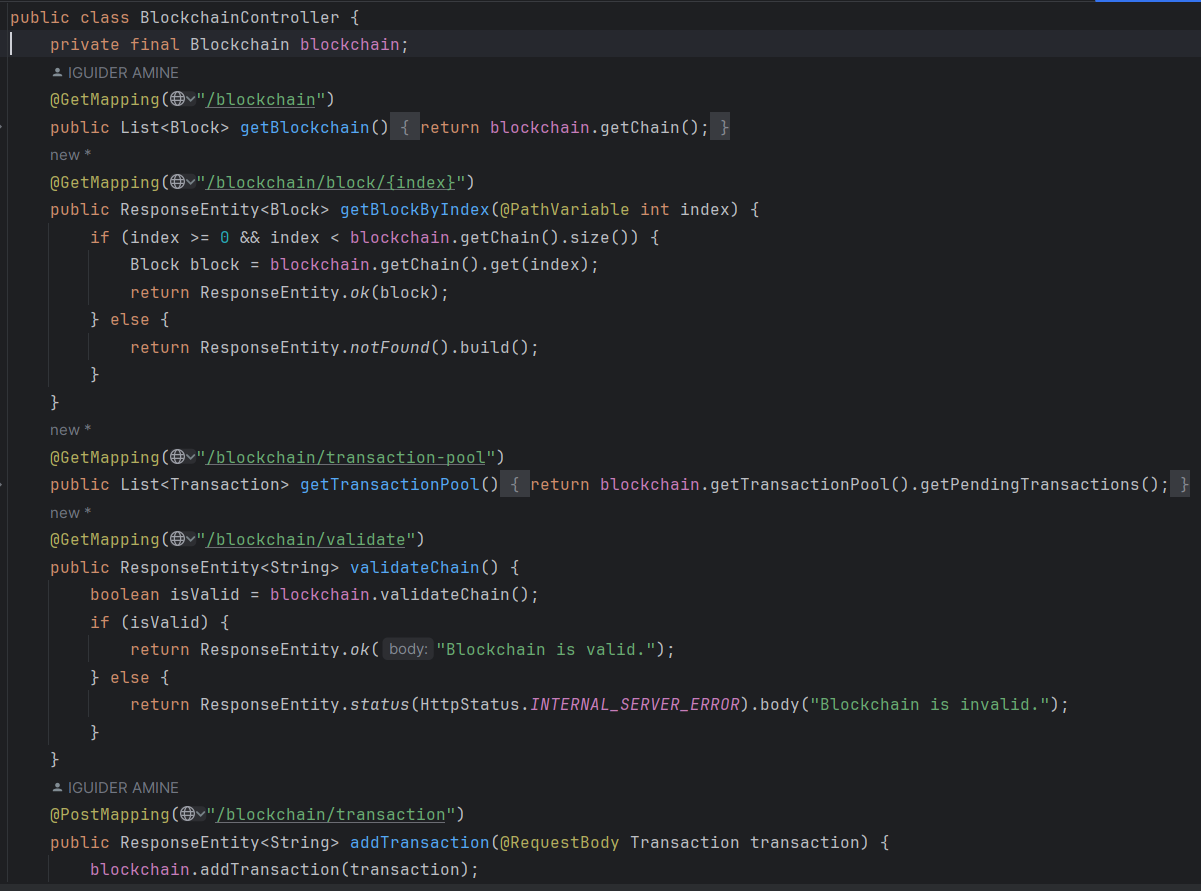 public class BlockchainController {
    private final Blockchain blockchain;
    IGUIDER AMINE
    @GetMapping("/blockchain")
    public List<Block> getBlockchain() { return blockchain.getChain(); }
    new *
    @GetMapping("/blockchain/block/{index}")
    public ResponseEntity<Block> getBlockByIndex(@PathVariable int index) {
        if (index >= 0 && index < blockchain.getChain().size()) {
            Block block = blockchain.getChain().get(index);
            return ResponseEntity.ok(block);
        } else {
            return ResponseEntity.notFound().build();
        }
    }
    new *
    @GetMapping("/blockchain/transaction-pool")
    public List<Transaction> getTransactionPool() { return blockchain.getTransactionPool().getPendingTransactions(); }
    new *
    @GetMapping("/blockchain/validate")
    public ResponseEntity<String> validateChain() {
        boolean isValid = blockchain.validateChain();
        if (isValid) {
            return ResponseEntity.ok( body: "Blockchain is valid.");
        } else {
            return ResponseEntity.status(HttpStatus.INTERNAL_SERVER_ERROR).body("Blockchain is invalid.");
        }
    }
    IGUIDER AMINE
    @PostMapping("/blockchain/transaction")
    public ResponseEntity<String> addTransaction(@RequestBody Transaction transaction) {
        blockchain.addTransaction(transaction);